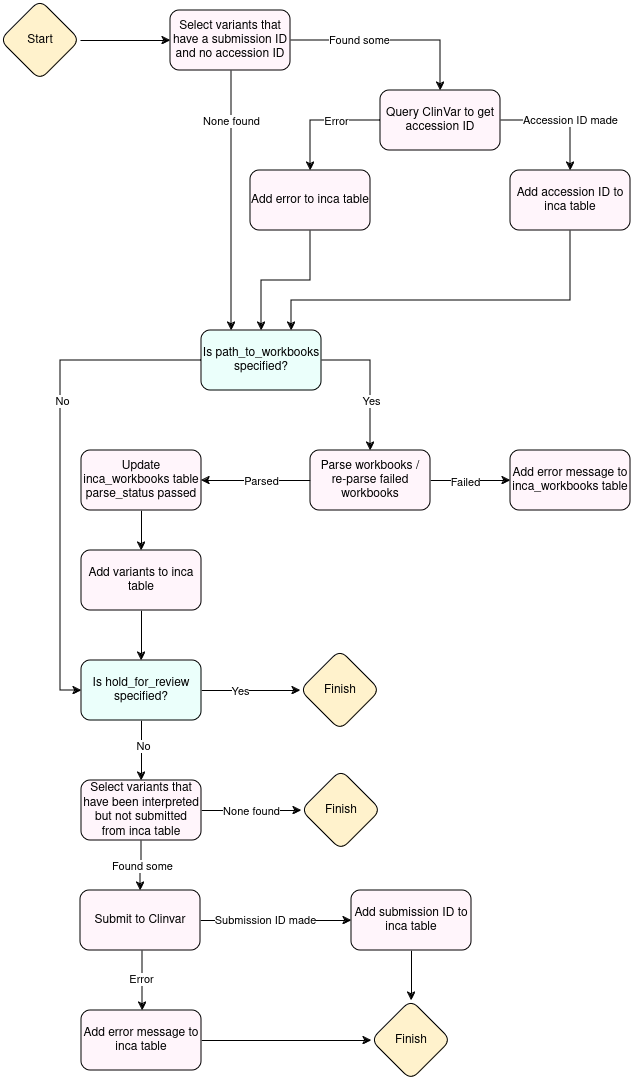 Start
Select variants that
have a submission ID
and no accession ID
Found some
None found
Query ClinVar to get
accession ID
Error
Accession ID made
Add error to inca table
Add accession ID to
inca table
Is path_to_workbooks
specified?
No
Yes
Update
inca_workbooks table
parse_status passed
Parsed
Parse workbooks /
re-parse failed
workbooks
Failed
Add error message to
inca_workbooks table
Add variants to inca
table
Is hold_for_review
specified?
Yes
Finish
No
Select variants that
have been interpreted
but not submitted
from inca table
None found
Finish
Found some
Submit to Clinvar
Submission ID made
Add submission ID to
inca table
Error
Add error message to
inca table
Finish